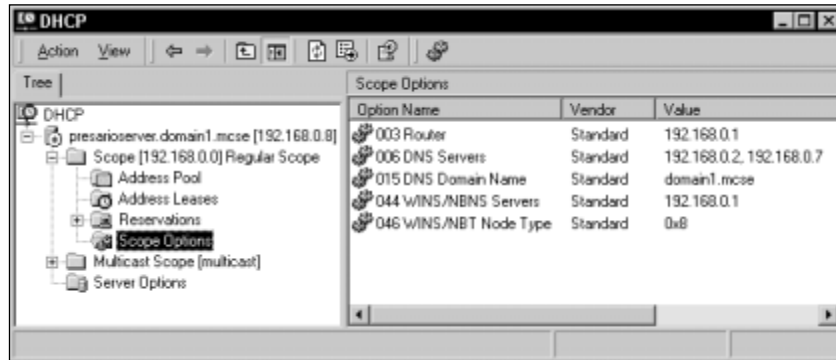 DHCP
Action View
Tree
Scope Options
DHCP
presarioserver.domain1.mcse [192.168.0.8]
Scope [192.168.0.0] Regular Scope
Address Pool
Address Leases
Reservations
Scope Options
Multicast Scope [multicast]
Server Options
Option Name Vendor Value
003 Router Standard 192.168.0.1
006 DNS Servers Standard 192.168.0.2, 192.168.0.7
015 DNS Domain Name Standard domain1.mcse
044 WINS/NBNS Servers Standard 192.168.0.1
046 WINS/NBT Node Type Standard 0x8